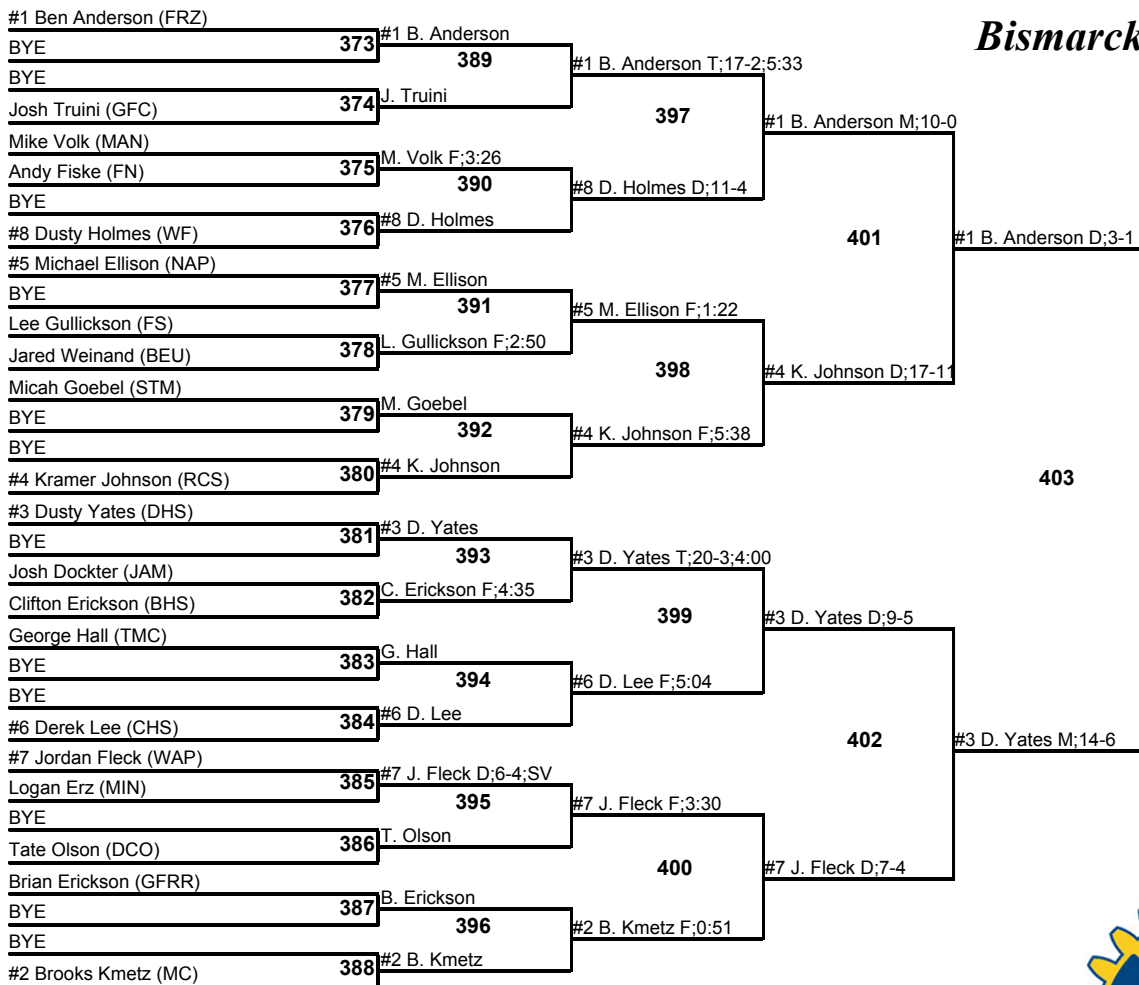 #1 Ben Anderson (FRZ)
Bismarck
BYE
373
#1 B. Anderson
389
BYE
#1 B. Anderson T;17-2;5:33
Josh Truini (GFC)
374
J. Truini
397
#1 B. Anderson M;10-0
Mike Volk (MAN)
Andy Fiske (FN)
375
M. Volk F;3:26
390
#8 D. Holmes D;11-4
BYE
#8 Dusty Holmes (WF)
376
#8 D. Holmes
401
#1 B. Anderson D;3-1
#5 Michael Ellison (NAP)
BYE
377
#5 M. Ellison
391
#5 M. Ellison F;1:22
Lee Gullickson (FS)
Jared Weinand (BEU)
378
L. Gullickson F;2:50
398
#4 K. Johnson D;17-11
Micah Goebel (STM)
BYE
379
M. Goebel
392
#4 K. Johnson F;5:38
BYE
#4 Kramer Johnson (RCS)
380
#4 K. Johnson
403
#3 Dusty Yates (DHS)
BYE
381
#3 D. Yates
393
#3 D. Yates T;20-3;4:00
Josh Dockter (JAM)
Clifton Erickson (BHS)
382
C. Erickson F;4:35
399
#3 D. Yates D;9-5
George Hall (TMC)
BYE
383
G. Hall
394
#6 D. Lee F;5:04
BYE
#6 Derek Lee (CHS)
384
#6 D. Lee
402
#3 D. Yates M;14-6
#7 Jordan Fleck (WAP)
Logan Erz (MIN)
385
#7 J. Fleck D;6-4;SV
395
#7 J. Fleck F;3:30
BYE
Tate Olson (DCO)
386
T. Olson
400
#7 J. Fleck D;7-4
Brian Erickson (GFRR)
BYE
387
B. Erickson
396
#2 B. Kmetz F;0:51
BYE
#2 Brooks Kmetz (MC)
388
#2 B. Kmetz